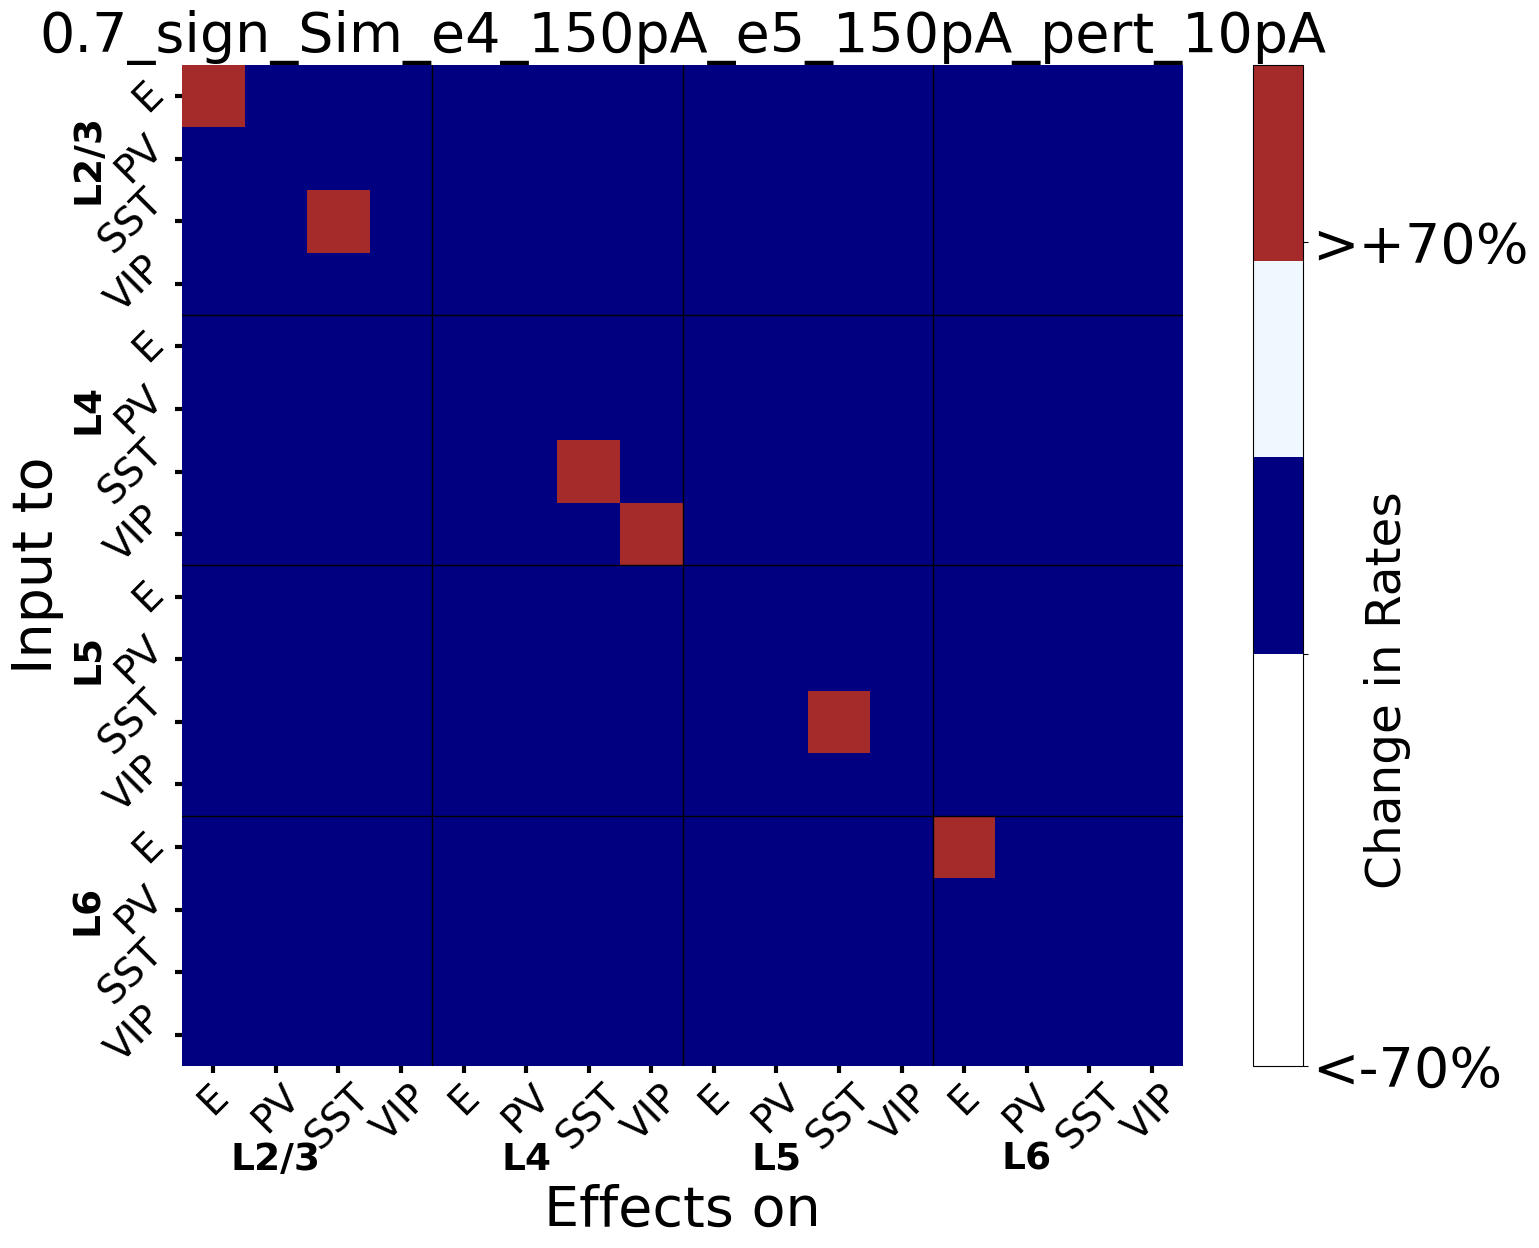 0.7_sign_Sim_e4_150pA_e5_150pA_pert_10pA
Input to
L2/3
E
PV
SST
VIP
L4
E
PV
SST
VIP
L5
E
PV
SST
VIP
L6
E
PV
SST
VIP
E PV SST VIP E PV SST VIP E PV SST VIP E PV SST VIP
L2/3 L4 L5 L6
Effects on
>+70%
<-70%
Change in Rates